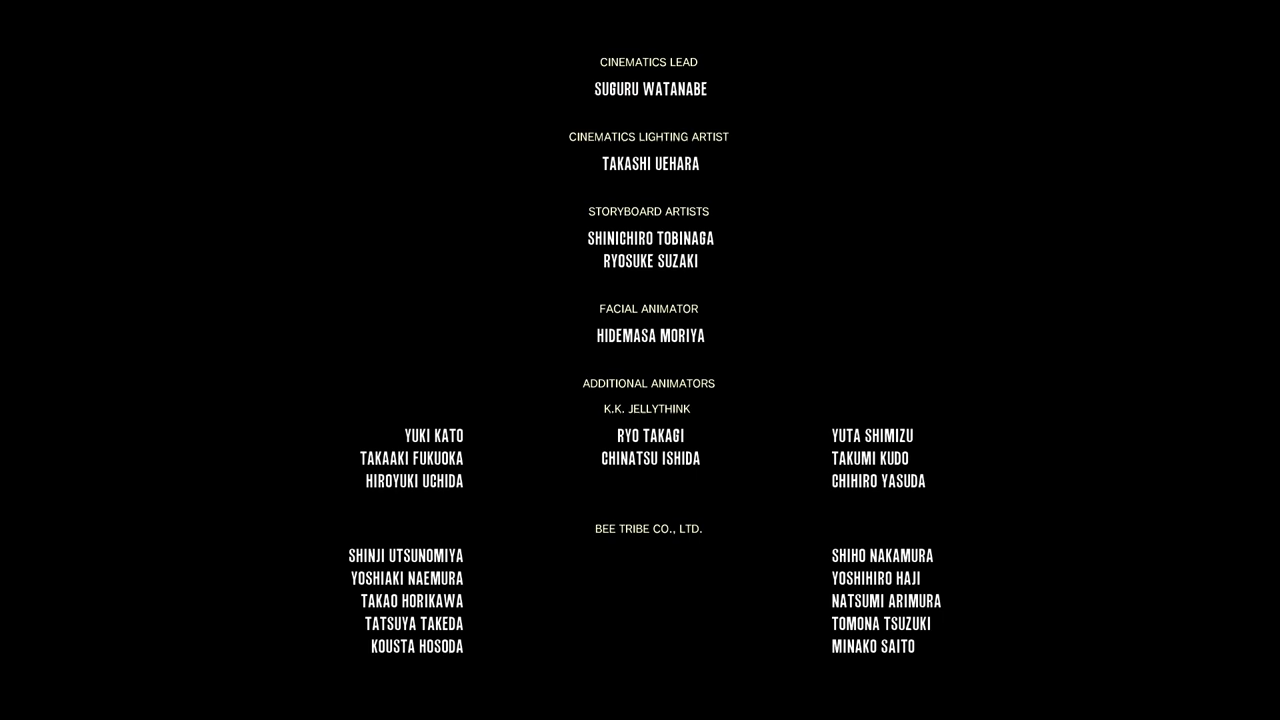 CINEMATICS LEAD
SUGURU WATANABE
CINEMATICS LIGHTING ARTIST
TAKASHI UEHARA
STORYBOARD ARTISTS
SHINICHIRO TOBINAGA
RYOSUKE SUZAKI
FACIAL ANIMATOR
HIDEMASA MORIYA
ADDITIONAL ANIMATORS
K.K. JELLYTHINK
YUKI KATO RYO TAKAGI YUTA SHIMIZU
TAKAAKI FUKUOKA CHINATSU ISHIDA TAKUMI KUDO
HIROYUKI UCHIDA CHIHIRO YASUDA
BEE TRIBE CO., LTD.
SHINJI UTSUNOMIYA SHIHO NAKAMURA
YOSHIAKI NAEMURA YOSHIHIRO HAJI
TAKAO HORIKAWA NATSUMI ARIMURA
TATSUYA TAKEDA TOMONA TSUZUKI
KOUSTA HOSODA MINAKO SAITO